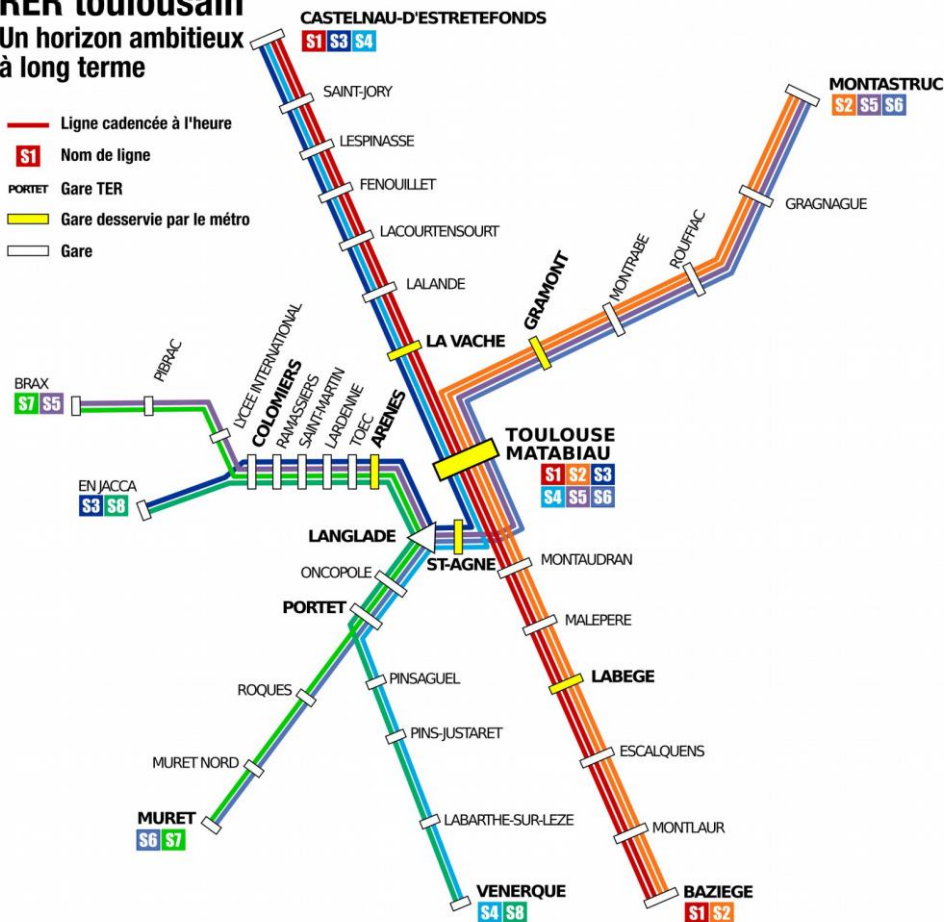 RER toulousain
Un horizon ambitieux
à long terme
Ligne cadencée à l'heure
S1 Nom de ligne
PORTET Gare TER
Gare desservie par le métro
Gare
CASTELNAU-D'ESTRETEFONDS
S1 S3 S4
SAINT-JORY
LESPINASSE
FENOUILLET
LACOURTENSOURT
LALANDE
LA VACHE
MONTASTRUC
S2 S5 S6
GRAGNAGUE
ROUFFIAC
MONTRABE
GRAMONT
BRAX
S7 S5
PIBRAC
LYCEE INTERNATIONAL
COLOMIERS
RAMASSIERS
SAINT-MARTIN
LARDENNE
TOEC
ARENES
EN JACCA
S3 S8
TOULOUSE
MATABIAU
S1 S2 S3
S4 S5 S6
LANGLADE
ST-AGNE
ONCOPOLE
PORTET
ROQUES
MURET NORD
MURET
S6 S7
PINSAGUEL
PINS-JUSTARET
LABARTHE-SUR-LEZE
VENERQUE
S4 S8
MONTAUDRAN
MALEPERE
LABEGE
ESCALQUENS
MONTLAUR
BAZIEGE
S1 S2